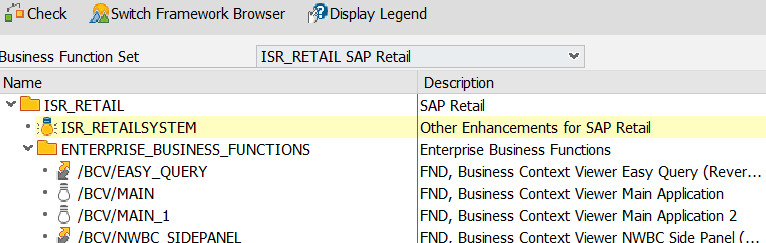 Check Switch Framework Browser Display Legend
Business Function Set ISR_RETAIL SAP Retail
Name Description
ISR_RETAIL SAP Retail
ISR_RETAILSYSTEM Other Enhancements for SAP Retail
ENTERPRISE_BUSINESS_FUNCTIONS Enterprise Business Functions
/BCV/EASY_QUERY FND, Business Context Viewer Easy Query (Rever...
/BCV/MAIN FND, Business Context Viewer Main Application
/BCV/MAIN_1 FND, Business Context Viewer Main Application 2
/BCV/NWBC_SIDEPANEL FND, Business Context Viewer NWBC Side Panel (...